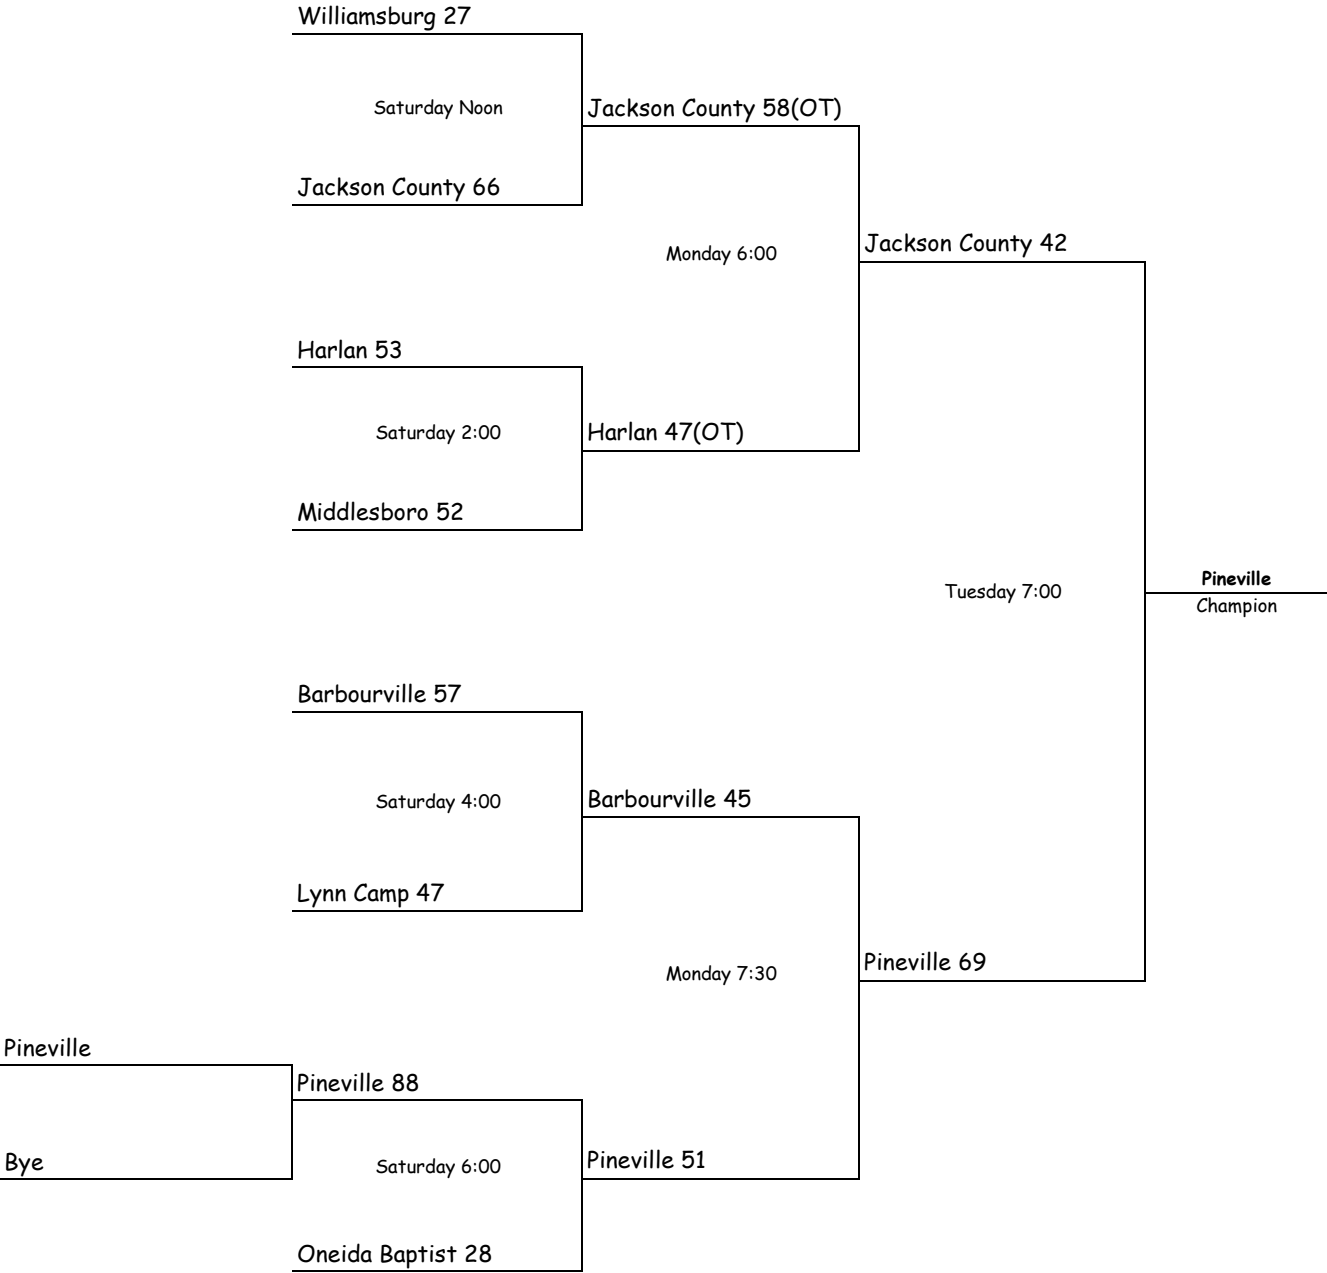 Williamsburg 27
Saturday Noon
Jackson County 58(OT)
Jackson County 66
Jackson County 42
Monday 6:00
Harlan 53
Saturday 2:00
Harlan 47(OT)
Middlesboro 52
Pineville
Tuesday 7:00
Champion
Barbourville 57
Barbourville 45
Saturday 4:00
Lynn Camp 47
Pineville 69
Monday 7:30
Pineville
Pineville 88
Pineville 51
Bye
Saturday 6:00
Oneida Baptist 28